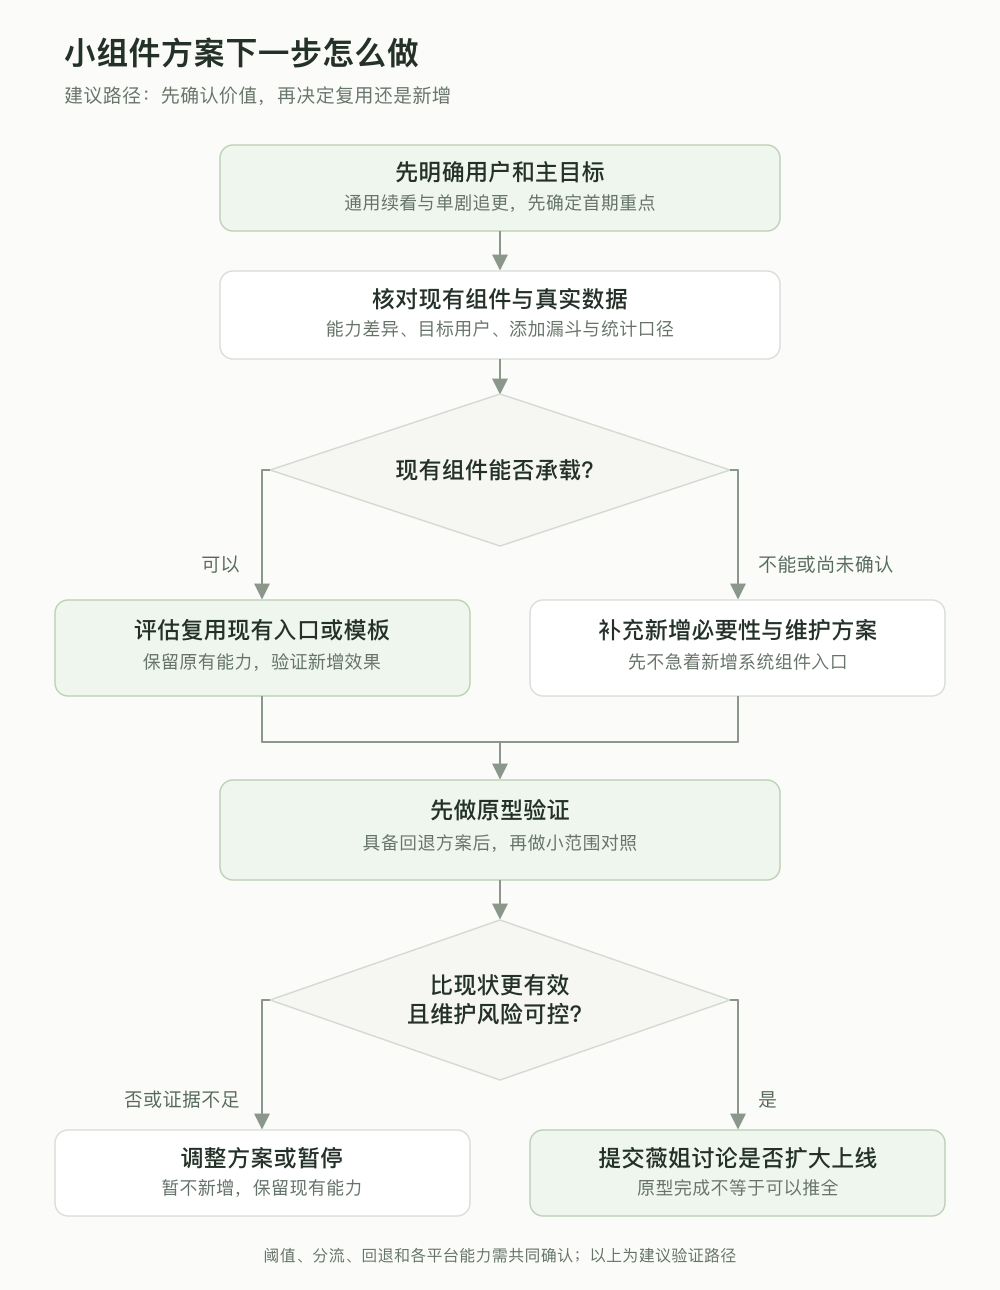 小组件方案下一步怎么做
建议路径：先确认价值，再决定复用还是新增
先明确用户和主目标
通用续看与单剧追更，先确定首期重点
核对现有组件与真实数据
能力差异、目标用户、添加漏斗与统计口径
现有组件能否承载?
可以
不能或尚未确认
评估复用现有入口或模板
保留原有能力，验证新增效果
补充新增必要性与维护方案
先不急着新增系统组件入口
先做原型验证
具备回退方案后，再做小范围对照
比现状更有效
且维护风险可控?
否或证据不足
是
调整方案或暂停
暂不新增，保留现有能力
提交薇姐讨论是否扩大上线
原型完成不等于可以推全
阈值、分流、回退和各平台能力需共同确认；以上为建议验证路径